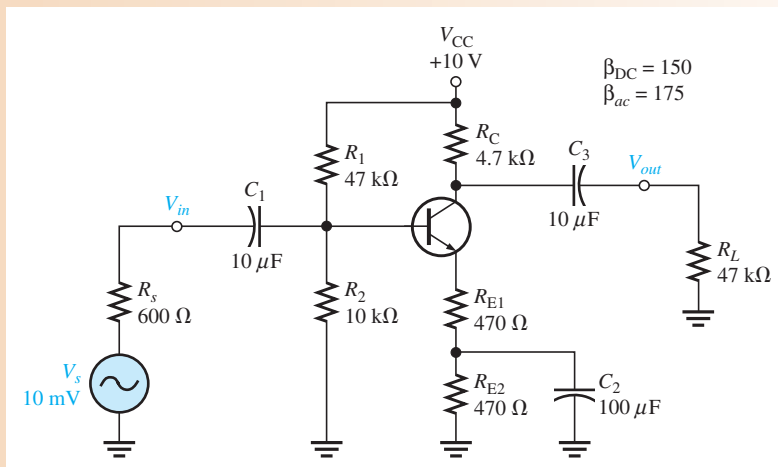 V_CC
+10 V
β_DC = 150
β_ac = 175
R_C
4.7 kΩ
C_3
V_out
R_1
47 kΩ
C_1
V_in
10 μF
10 μF
R_s
600 Ω
R_2
10 kΩ
R_L
47 kΩ
R_E1
470 Ω
V_s
10 mV
R_E2
470 Ω
C_2
100 μF